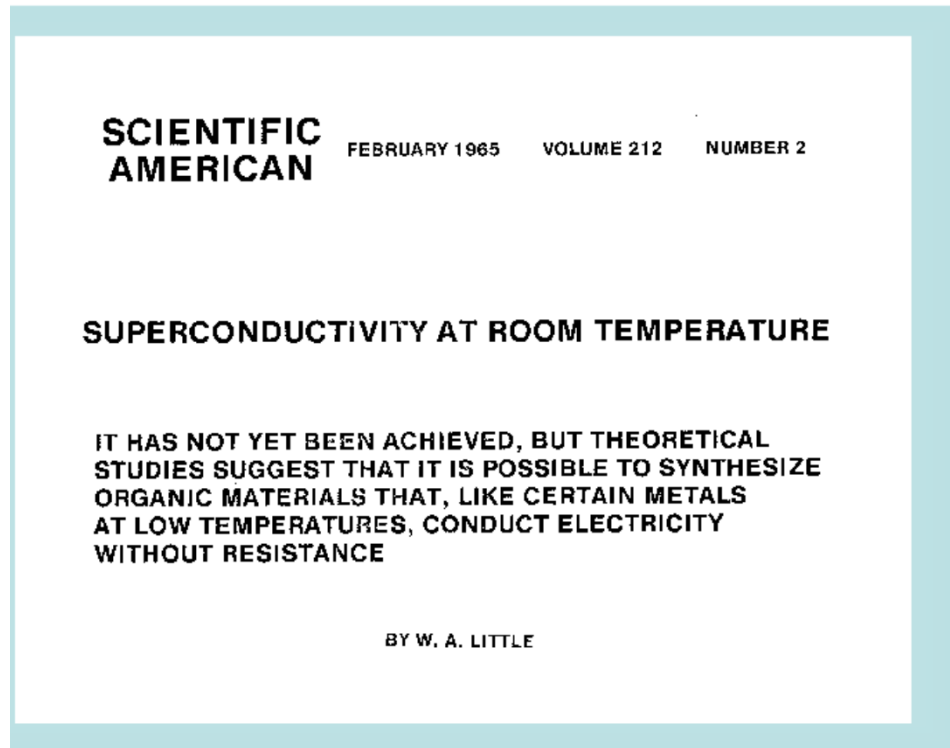 SCIENTIFIC
AMERICAN
FEBRUARY 1965 VOLUME 212 NUMBER 2
SUPERCONDUCTIVITY AT ROOM TEMPERATURE
IT HAS NOT YET BEEN ACHIEVED, BUT THEORETICAL
STUDIES SUGGEST THAT IT IS POSSIBLE TO SYNTHESIZE
ORGANIC MATERIALS THAT, LIKE CERTAIN METALS
AT LOW TEMPERATURES, CONDUCT ELECTRICITY
WITHOUT RESISTANCE
BY W. A. LITTLE